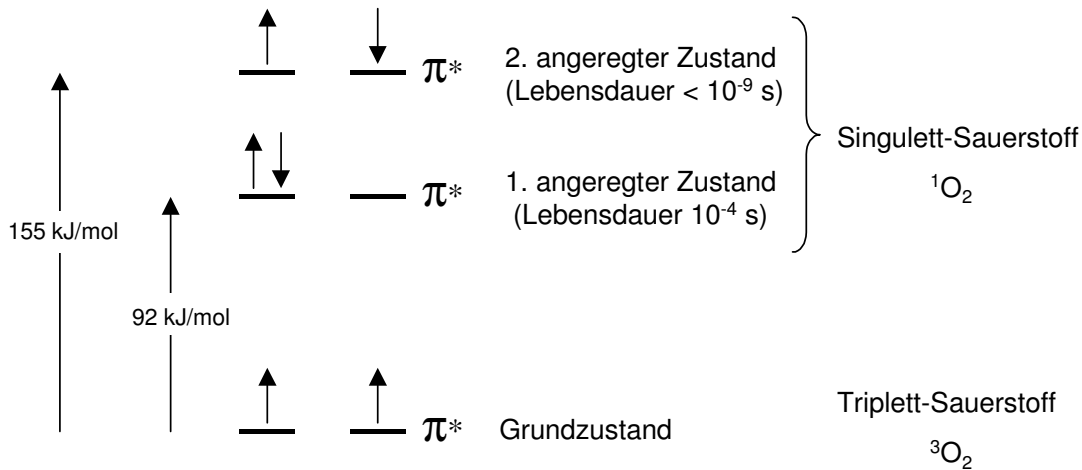 π* 2. angeregter Zustand
(Lebensdauer < 10⁻⁹ s)
Singulett-Sauerstoff
¹O₂
π* 1. angeregter Zustand
(Lebensdauer 10⁻⁴ s)
155 kJ/mol
92 kJ/mol
π* Grundzustand
Triplett-Sauerstoff
³O₂